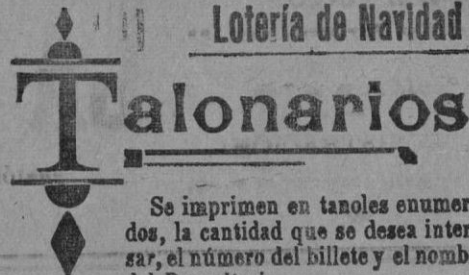 Lotería de Navidad
Talonarios
Se imprimen en tanoles enumer
dos, la cantidad que se desea inter
sar, el número del billete y el nomb